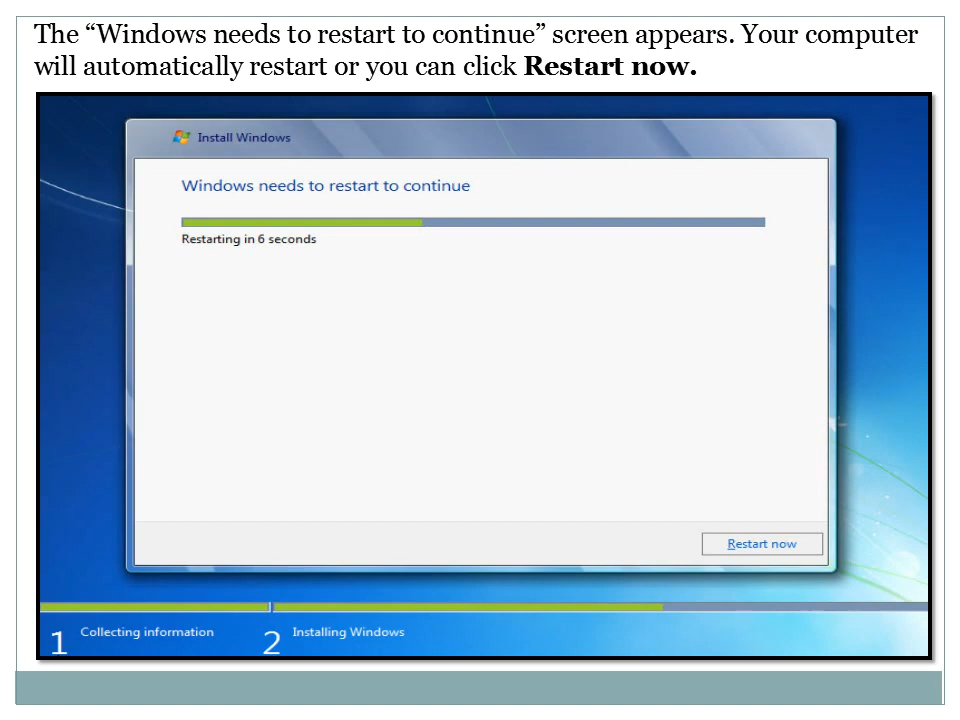 The “Windows needs to restart to continue” screen appears. Your computer
will automatically restart or you can click Restart now.
Install Windows
Windows needs to restart to continue
Restarting in 6 seconds
Restart now
1 Collecting information
2 Installing Windows